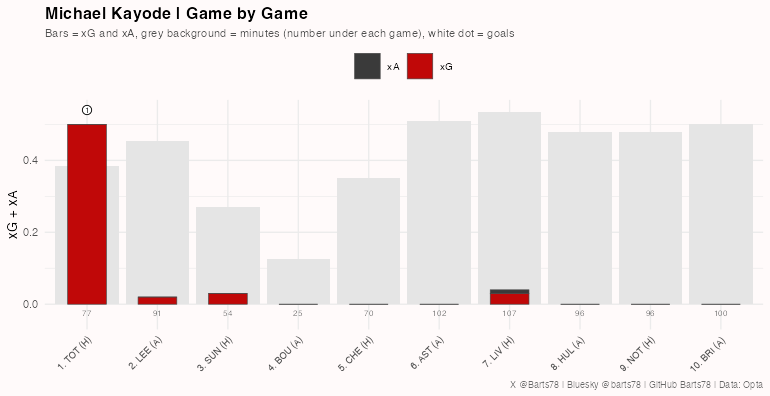 Michael Kayode | Game by Game
Bars = xG and xA, grey background = minutes (number under each game), white dot = goals
xA xG
1
xG + xA
0.4
0.2
0.0
77 91 54 25 70 102 107 96 96 100
1. TOT (H) 2. LEE (A) 3. SUN (H) 4. BOU (A) 5. CHE (H) 6. AST (A) 7. LIV (H) 8. HUL (A) 9. NOT (H) 10. BRI (A)
X @Barts78 | Bluesky @barts78 | GitHub Barts78 | Data: Opta